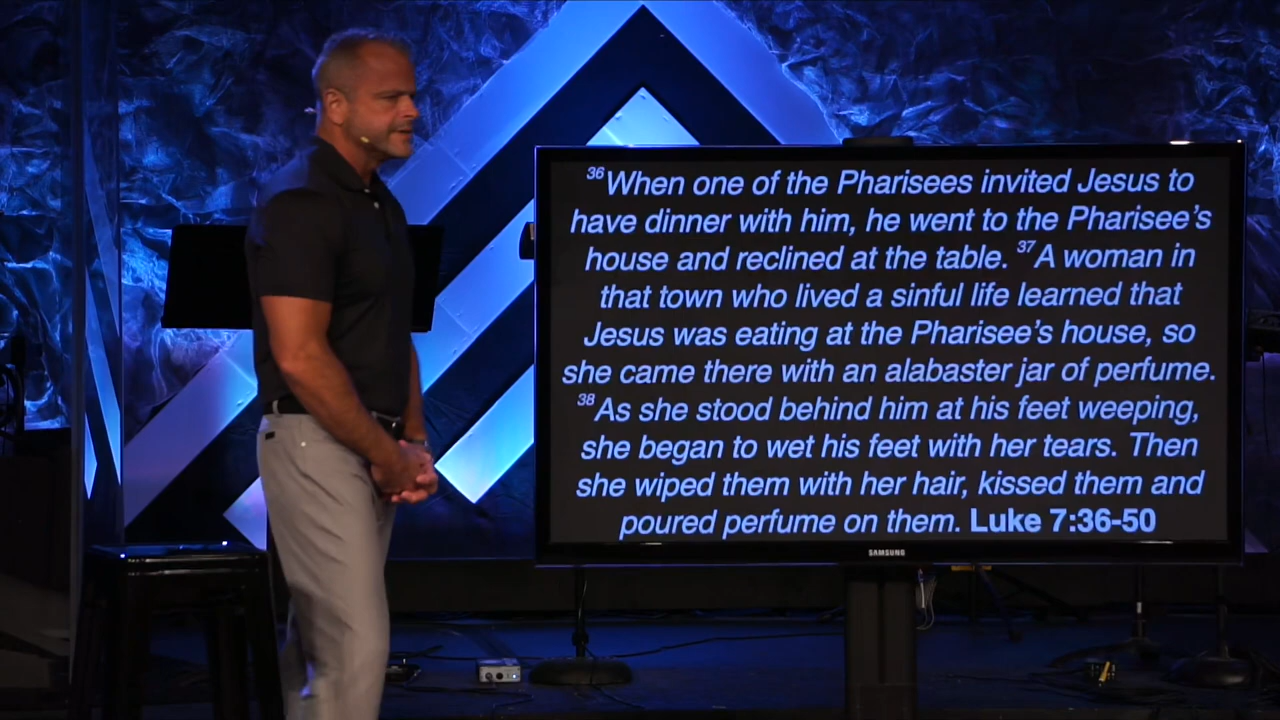 ³⁶When one of the Pharisees invited Jesus to
have dinner with him, he went to the Pharisee’s
house and reclined at the table. ³⁷A woman in
that town who lived a sinful life learned that
Jesus was eating at the Pharisee’s house, so
she came there with an alabaster jar of perfume.
³⁸As she stood behind him at his feet weeping,
she began to wet his feet with her tears. Then
she wiped them with her hair, kissed them and
poured perfume on them. Luke 7:36-50
SAMSUNG